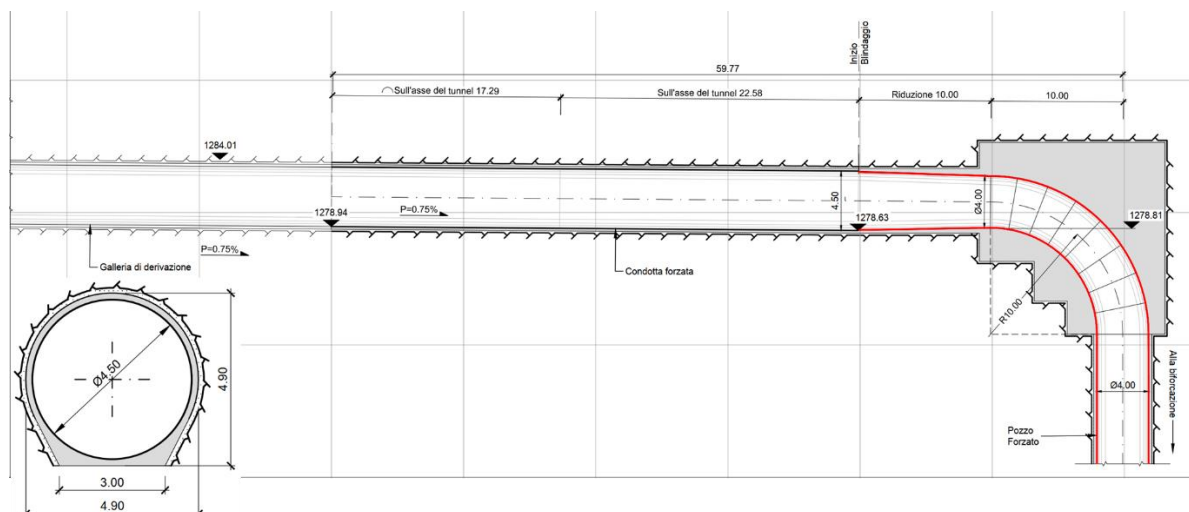 Inizio
Blindaggio
59.77
Sull'asse del tunnel 17.29
Sull'asse del tunnel 22.58
Riduzione 10.00
10.00
1284.01
1278.94
P=0.75%
4.50
1278.63
Ø4.00
1278.81
Galleria di derivazione
P=0.75%
Condotta forzata
R10.00
Ø4.50
4.90
3.00
4.90
Ø4.00
Pozzo
Forzato
Alla biforcazione